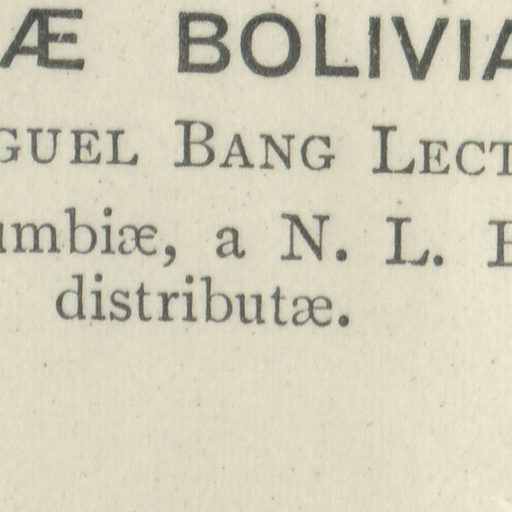 Æ BOLIVIA
GUEL BANG LECT
umbiæ, a N. L. B
distributæ.